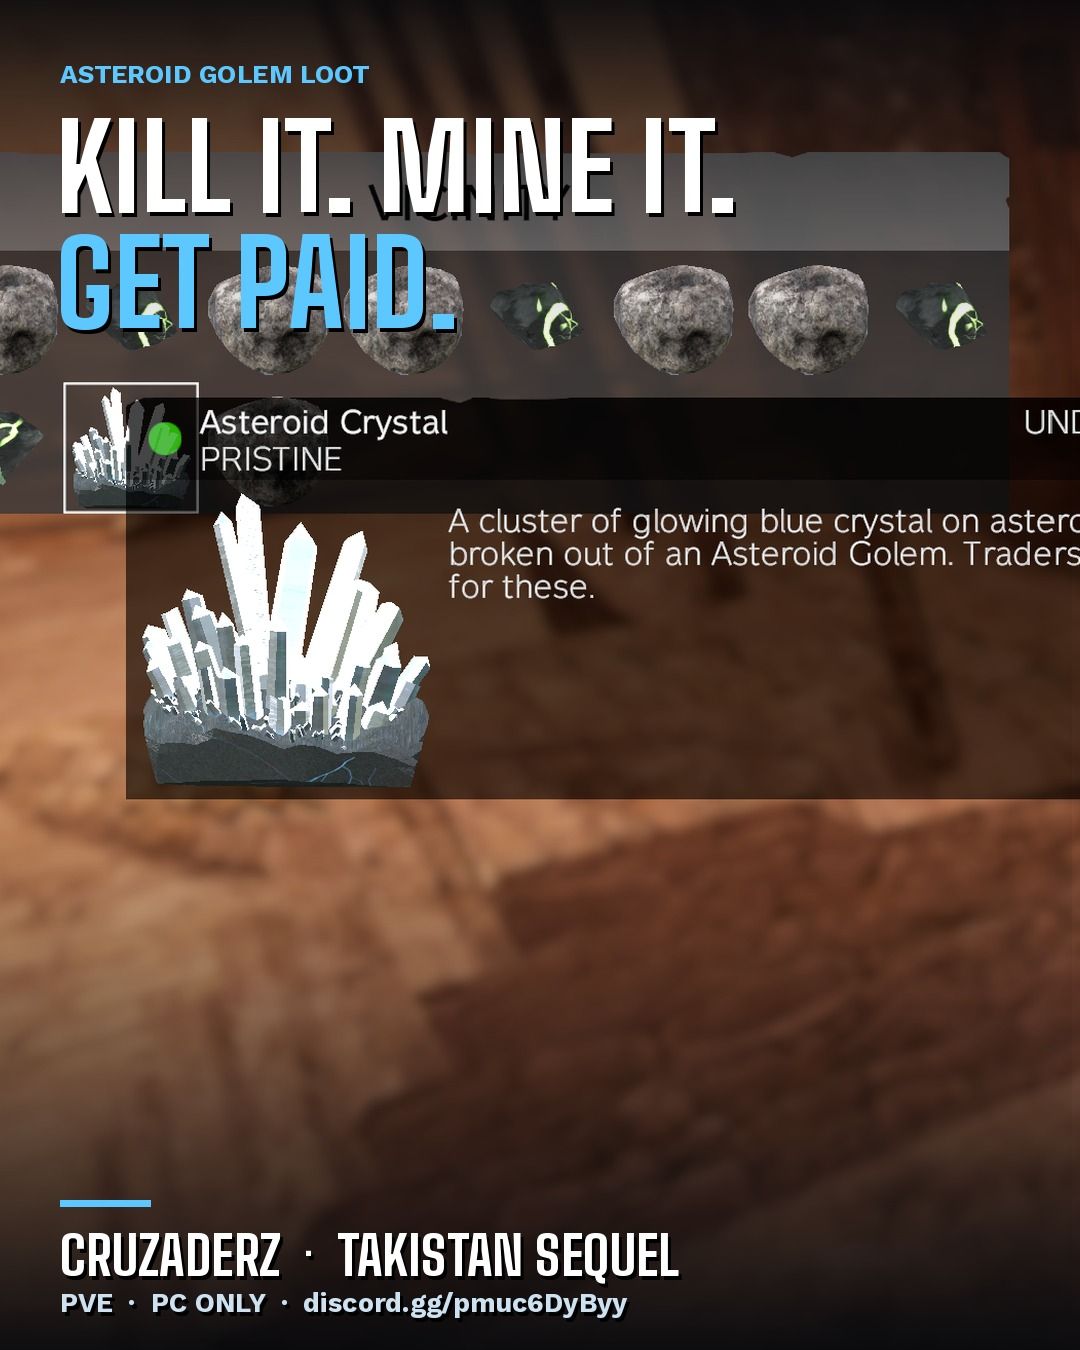 ASTEROID GOLEM LOOT
KILL IT. MINE IT.
VICINITY
GET PAID.
Asteroid Crystal
PRISTINE
A cluster of glowing blue crystal on
broken out of an Asteroid Golem. Traders
for these.
CRUZADERZ · TAKISTAN SEQUEL
PVE · PC ONLY · discord.gg/pmuc6DyByy